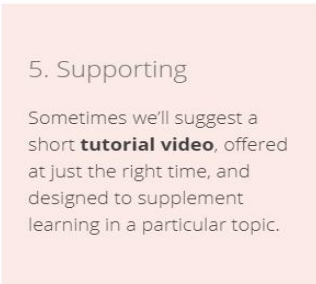 5. Supporting
Sometimes we'll suggest a
short tutorial video, offered
at just the right time, and
designed to supplement
learning in a particular topic.